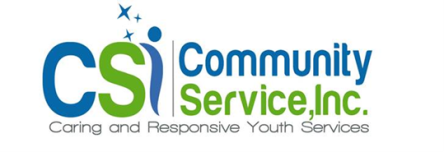 CSi
Community
Service,Inc.
Caring and Responsive Youth Services